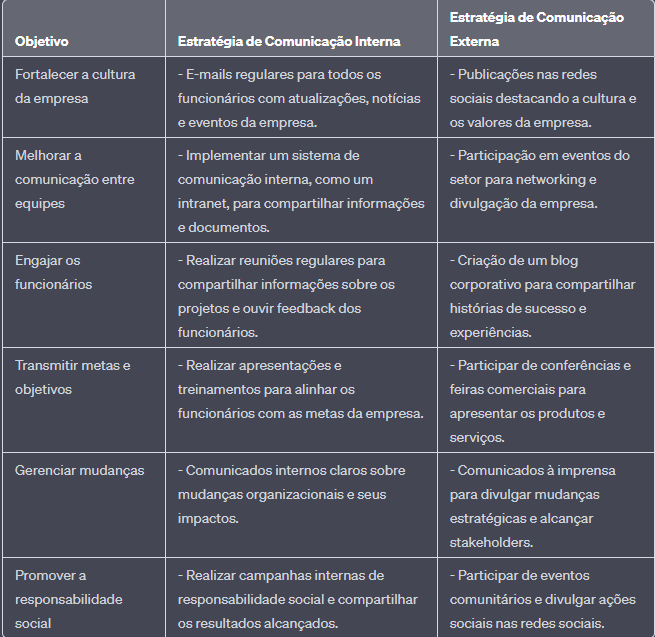 Objetivo
Estratégia de Comunicação Interna
Estratégia de Comunicação
Externa
Fortalecer a cultura
da empresa
- E-mails regulares para todos os
funcionários com atualizações, notícias
e eventos da empresa.
- Publicações nas redes
sociais destacando a cultura e
os valores da empresa.
Melhorar a
comunicação entre
equipes
- Implementar um sistema de
comunicação interna, como um
intranet, para compartilhar informações
e documentos.
- Participação em eventos do
setor para networking e
divulgação da empresa.
Engajar os
funcionários
- Realizar reuniões regulares para
compartilhar informações sobre os
projetos e ouvir feedback dos
funcionários.
- Criação de um blog
corporativo para compartilhar
histórias de sucesso e
experiências.
Transmitir metas e
objetivos
- Realizar apresentações e
treinamentos para alinhar os
funcionários com as metas da empresa.
- Participar de conferências e
feiras comerciais para
apresentar os produtos e
serviços.
Gerenciar mudanças
- Comunicados internos claros sobre
mudanças organizacionais e seus
impactos.
- Comunicados à imprensa
para divulgar mudanças
estratégicas e alcançar
stakeholders.
Promover a
responsabilidade
social
- Realizar campanhas internas de
responsabilidade social e compartilhar
os resultados alcançados.
- Participar de eventos
comunitários e divulgar ações
sociais nas redes sociais.